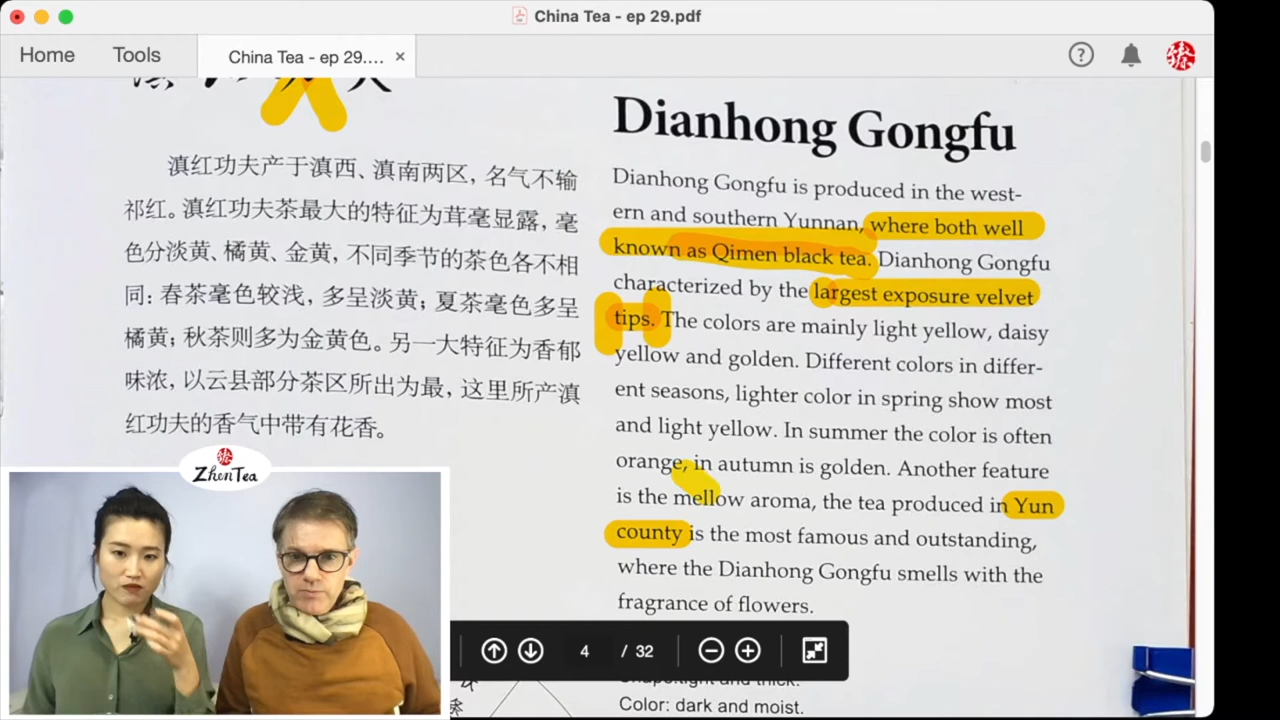 China Tea - ep 29.pdf
Home
Tools
China Tea - ep 29....
滇红功夫产于滇西、滇南两区，名气不输
祁红。滇红功夫茶最大的特征为茸毫显露，毫
色分淡黄、橘黄、金黄，不同季节的茶色各不相
同：春茶毫色较浅，多呈淡黄；夏茶毫色多呈
橘黄；秋茶则多为金黄色。另一大特征为香郁
味浓，以云县部分茶区所出为最，这里所产滇
红功夫的香气中带有花香。
Dianhong Gongfu
Dianhong Gongfu is produced in the west-
ern and southern Yunnan, where both well
known as Qimen black tea. Dianhong Gongfu
characterized by the largest exposure velvet
tips. The colors are mainly light yellow, daisy
yellow and golden. Different colors in differ-
ent seasons, lighter color in spring show most
and light yellow. In summer the color is often
orange, in autumn is golden. Another feature
is the mellow aroma, the tea produced in Yun
county is the most famous and outstanding,
where the Dianhong Gongfu smells with the
fragrance of flowers.
Color: dark and moist.
ZhenTea
4 / 32